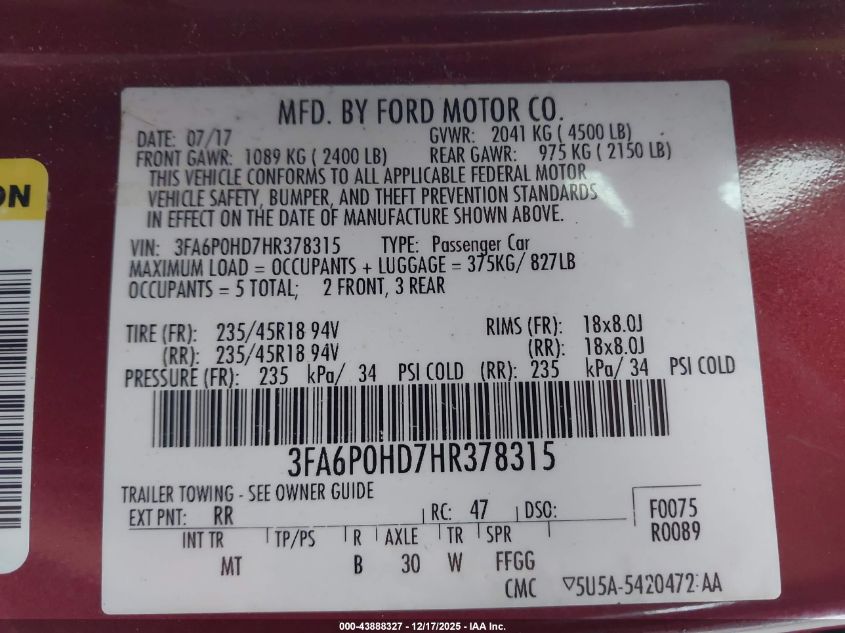 MFD. BY FORD MOTOR CO.
DATE: 07/17 GVWR: 2041 KG ( 4500 LB)
FRONT GAWR: 1089 KG ( 2400 LB) REAR GAWR: 975 KG ( 2150 LB)
THIS VEHICLE CONFORMS TO ALL APPLICABLE FEDERAL MOTOR
VEHICLE SAFETY, BUMPER, AND THEFT PREVENTION STANDARDS
IN EFFECT ON THE DATE OF MANUFACTURE SHOWN ABOVE.
VIN: 3FA6P0HD7HR378315 TYPE: Passenger Car
MAXIMUM LOAD = OCCUPANTS + LUGGAGE = 375KG/ 827LB
OCCUPANTS = 5 TOTAL; 2 FRONT, 3 REAR
TIRE (FR): 235/45R18 94V RIMS (FR): 18x8.0J
(RR): 235/45R18 94V (RR): 18x8.0J
PRESSURE (FR): 235 kPa/ 34 PSI COLD (RR): 235 kPa/ 34 PSI COLD
3FA6P0HD7HR378315
TRAILER TOWING - SEE OWNER GUIDE
EXT PNT: RR RC: 47 DSO: F0075
R0089
INT TR TP/PS R AXLE TR SPR
MT B 30 W FFGG
CMC ▽5U5A-5420472 AA
ON
000-43888327 - 12/17/2025 - IAA Inc.